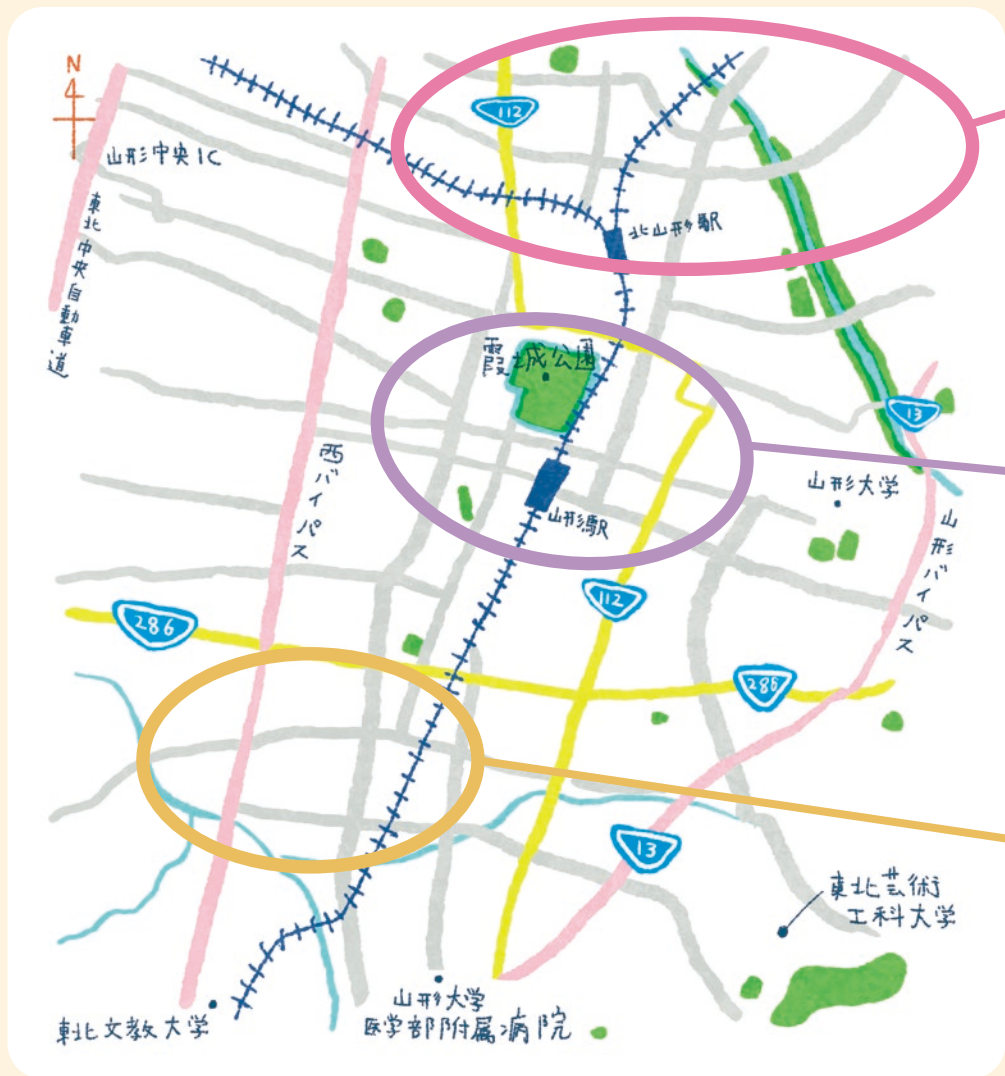 N
112
山形中央IC
東北中央自動車道
北山形駅
霞城公園
13
西バイパス
山形大学
山形駅
山形バイパス
112
286
286
13
東北芸術
工科大学
山形大学
医学部附属病院
東北文教大学